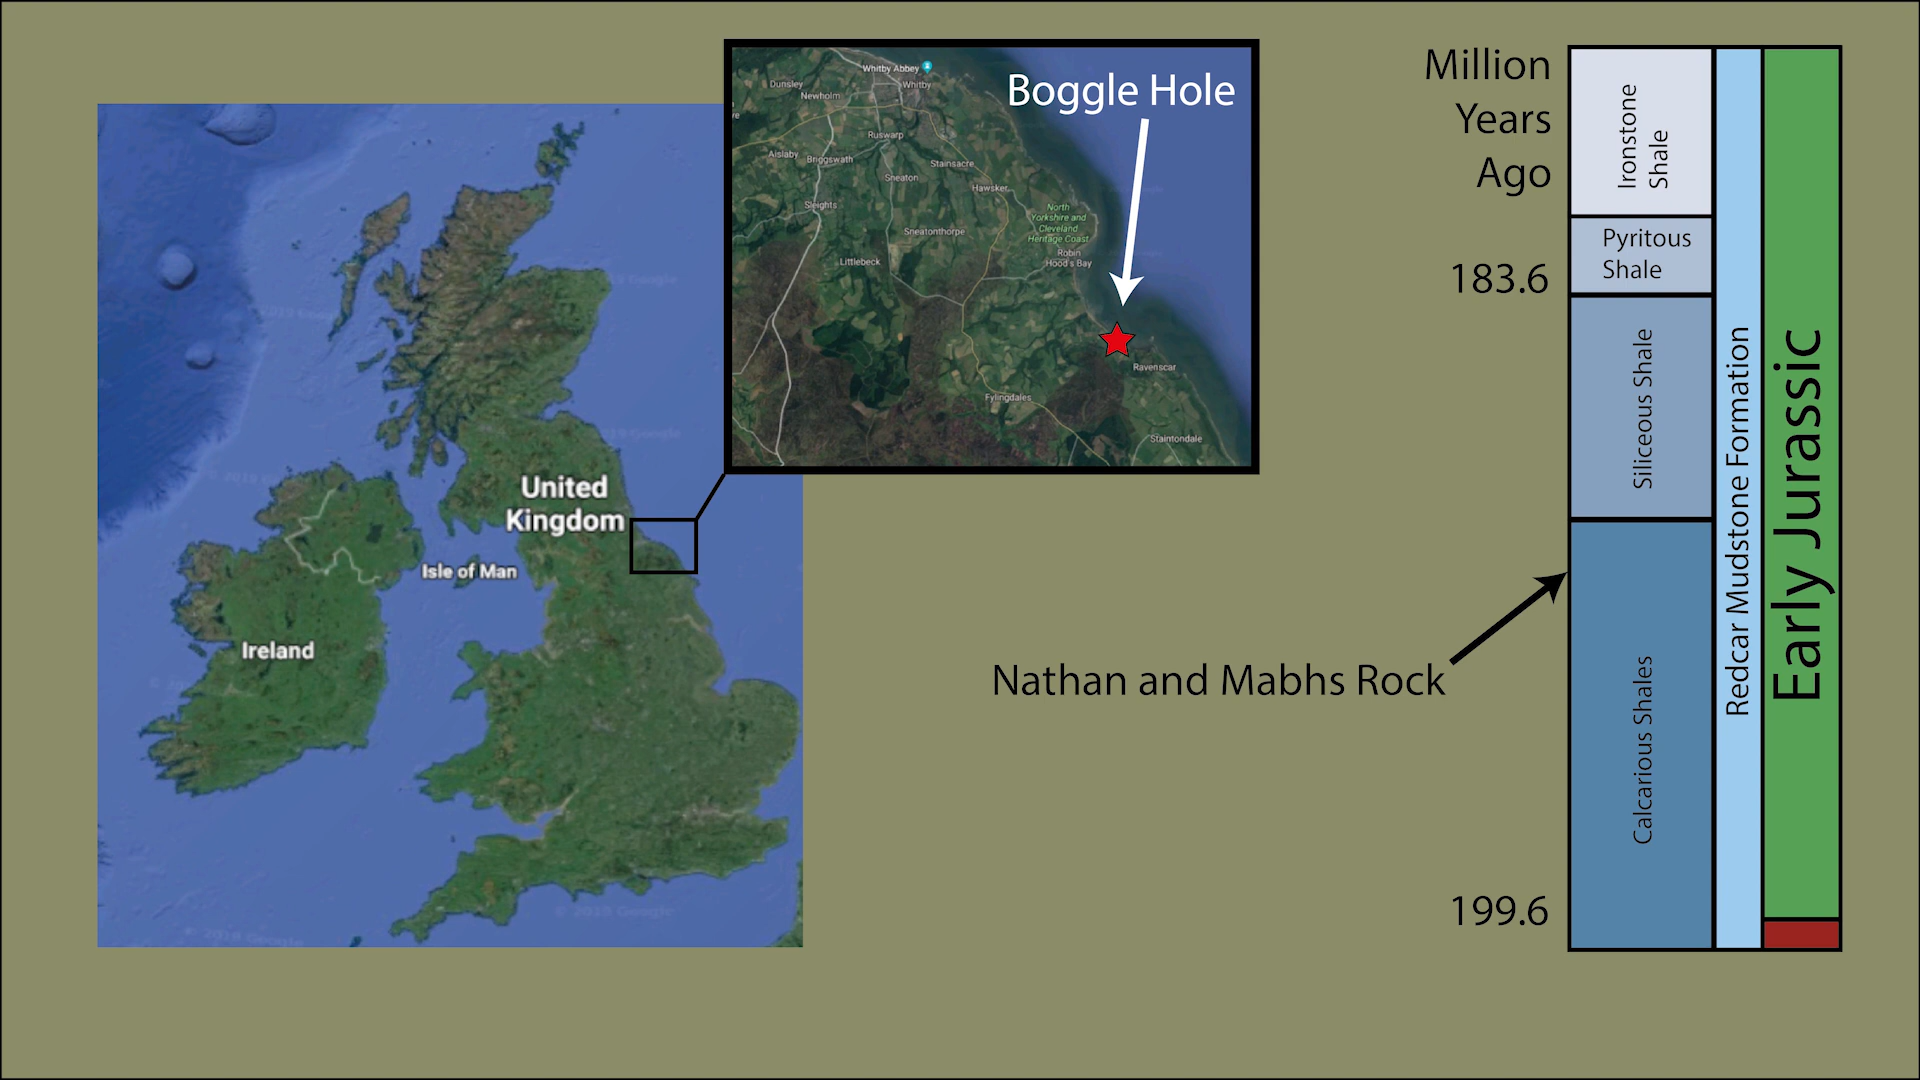 United
Kingdom
Isle of Man
Ireland
© 2019 Google
Whitby Abbey
Whitby
Dunsley
Newholm
Ruswarp
Aislaby
Briggswath
Stainsacre
Sneaton
Hawsker
Sleights
North
Yorkshire and
Cleveland
Heritage Coast
Sneatonthorpe
Robin
Hood's Bay
Littlebeck
Ravenscar
Fylingdales
Staintondale
Boggle Hole
Nathan and Mabhs Rock
Million
Years
Ago
183.6
199.6
Ironstone
Shale
Pyritous
Shale
Siliceous Shale
Calcarious Shales
Redcar Mudstone Formation
Early Jurassic